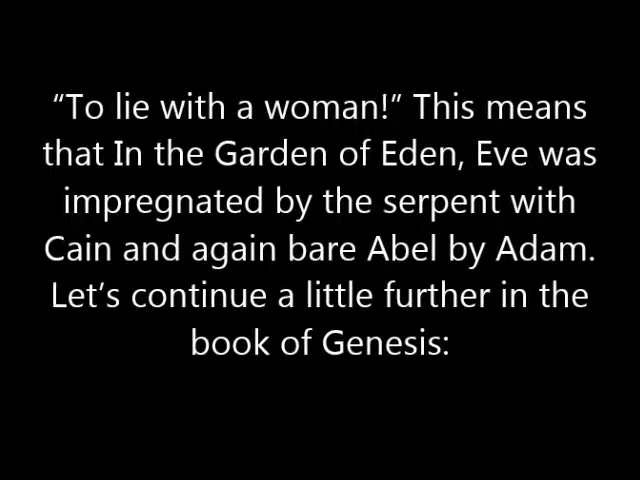 “To lie with a woman!” This means
that In the Garden of Eden, Eve was
impregnated by the serpent with
Cain and again bare Abel by Adam.
Let’s continue a little further in the
book of Genesis: